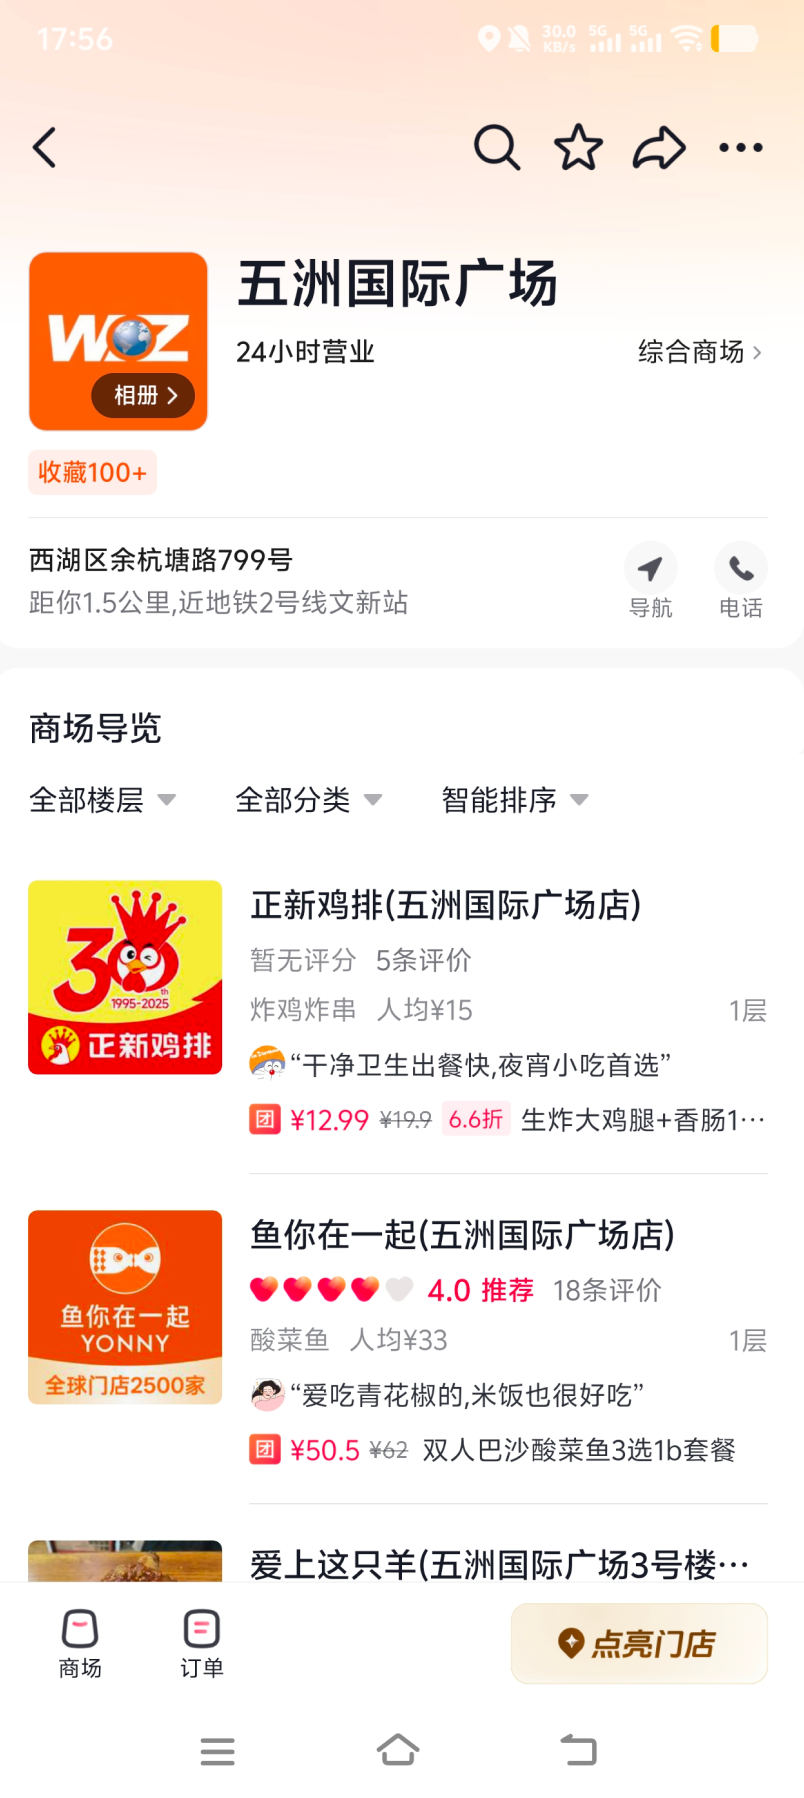 17:56
30.0 KB/s 5G 5G
五洲国际广场
WOZ
24小时营业
综合商场
相册
收藏100+
西湖区余杭塘路799号
距你1.5公里,近地铁2号线文新站
导航
电话
商场导览
全部楼层
全部分类
智能排序
30th
1995-2025
正新鸡排
正新鸡排(五洲国际广场店)
暂无评分 5条评价
炸鸡炸串 人均¥15
1层
“干净卫生出餐快,夜宵小吃首选”
团 ¥12.99 ¥19.9 6.6折 生炸大鸡腿+香肠1…
鱼你在一起
YONNY
全球门店2500家
鱼你在一起(五洲国际广场店)
4.0 推荐 18条评价
酸菜鱼 人均¥33
1层
“爱吃青花椒的,米饭也很好吃”
团 ¥50.5 ¥62 双人巴沙酸菜鱼3选1b套餐
爱上这只羊(五洲国际广场3号楼…
商场
订单
点亮门店